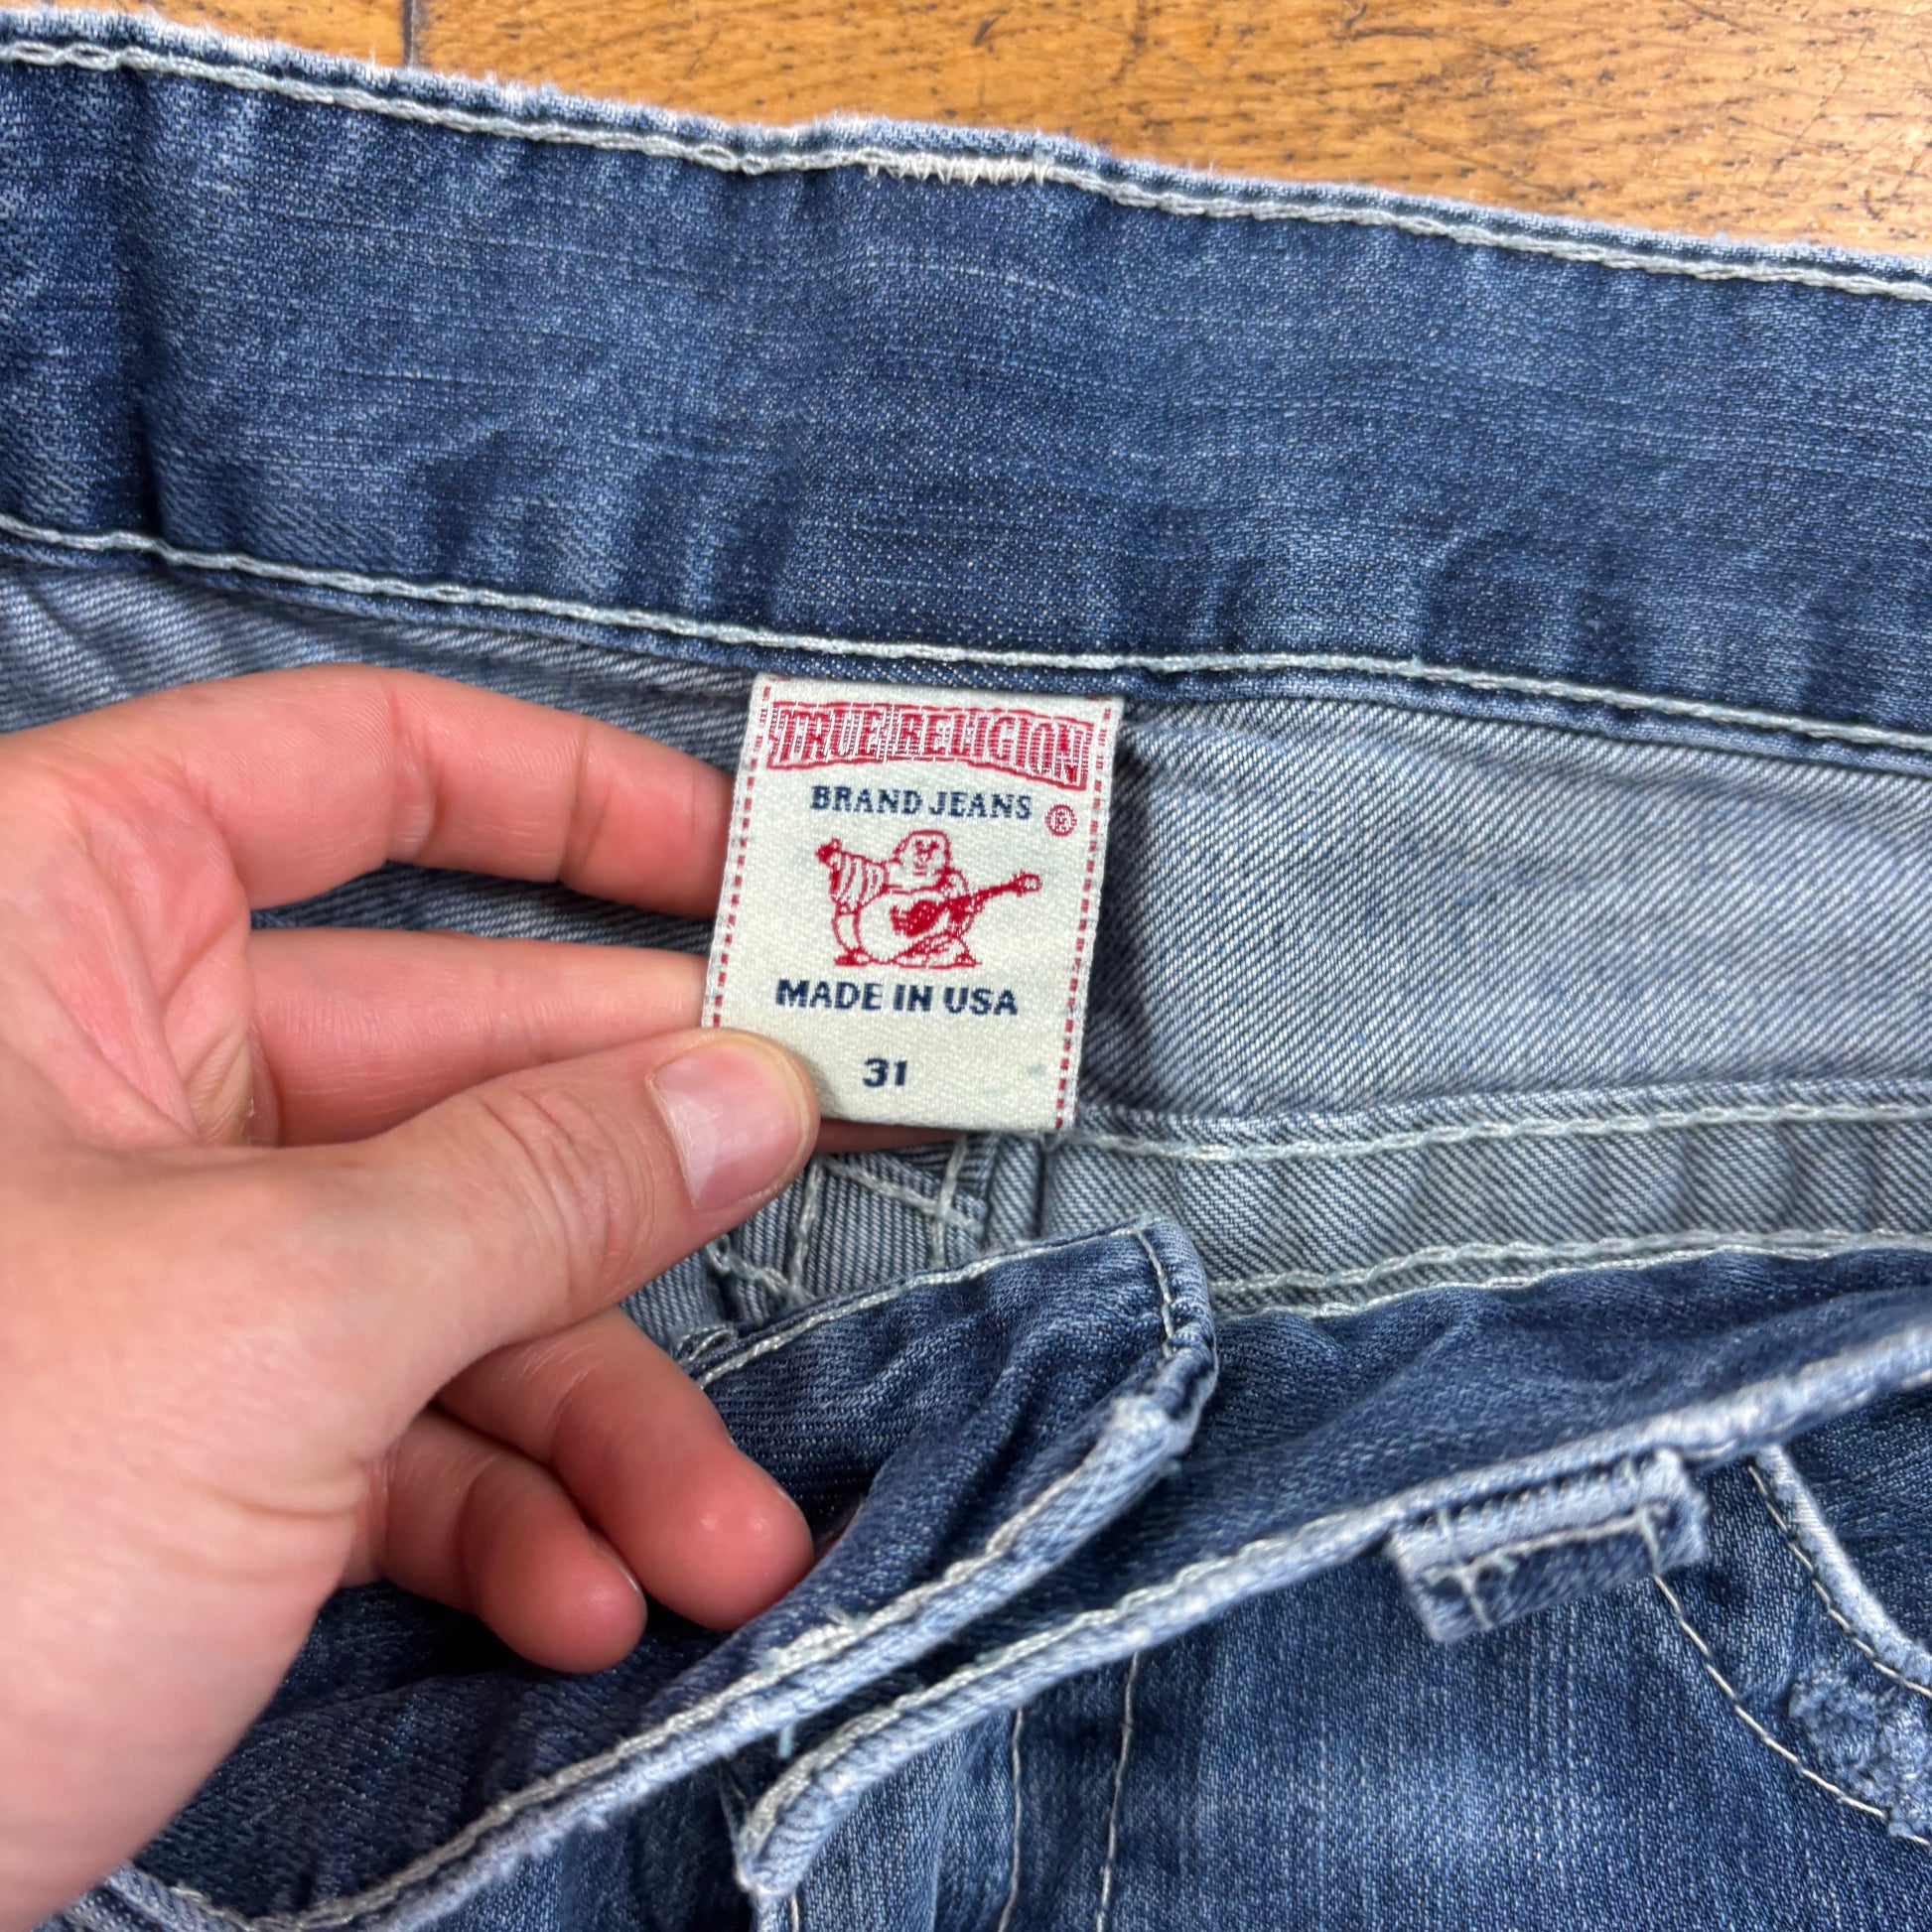 TRUE RELIGION
BRAND JEANS ®
MADE IN USA
31